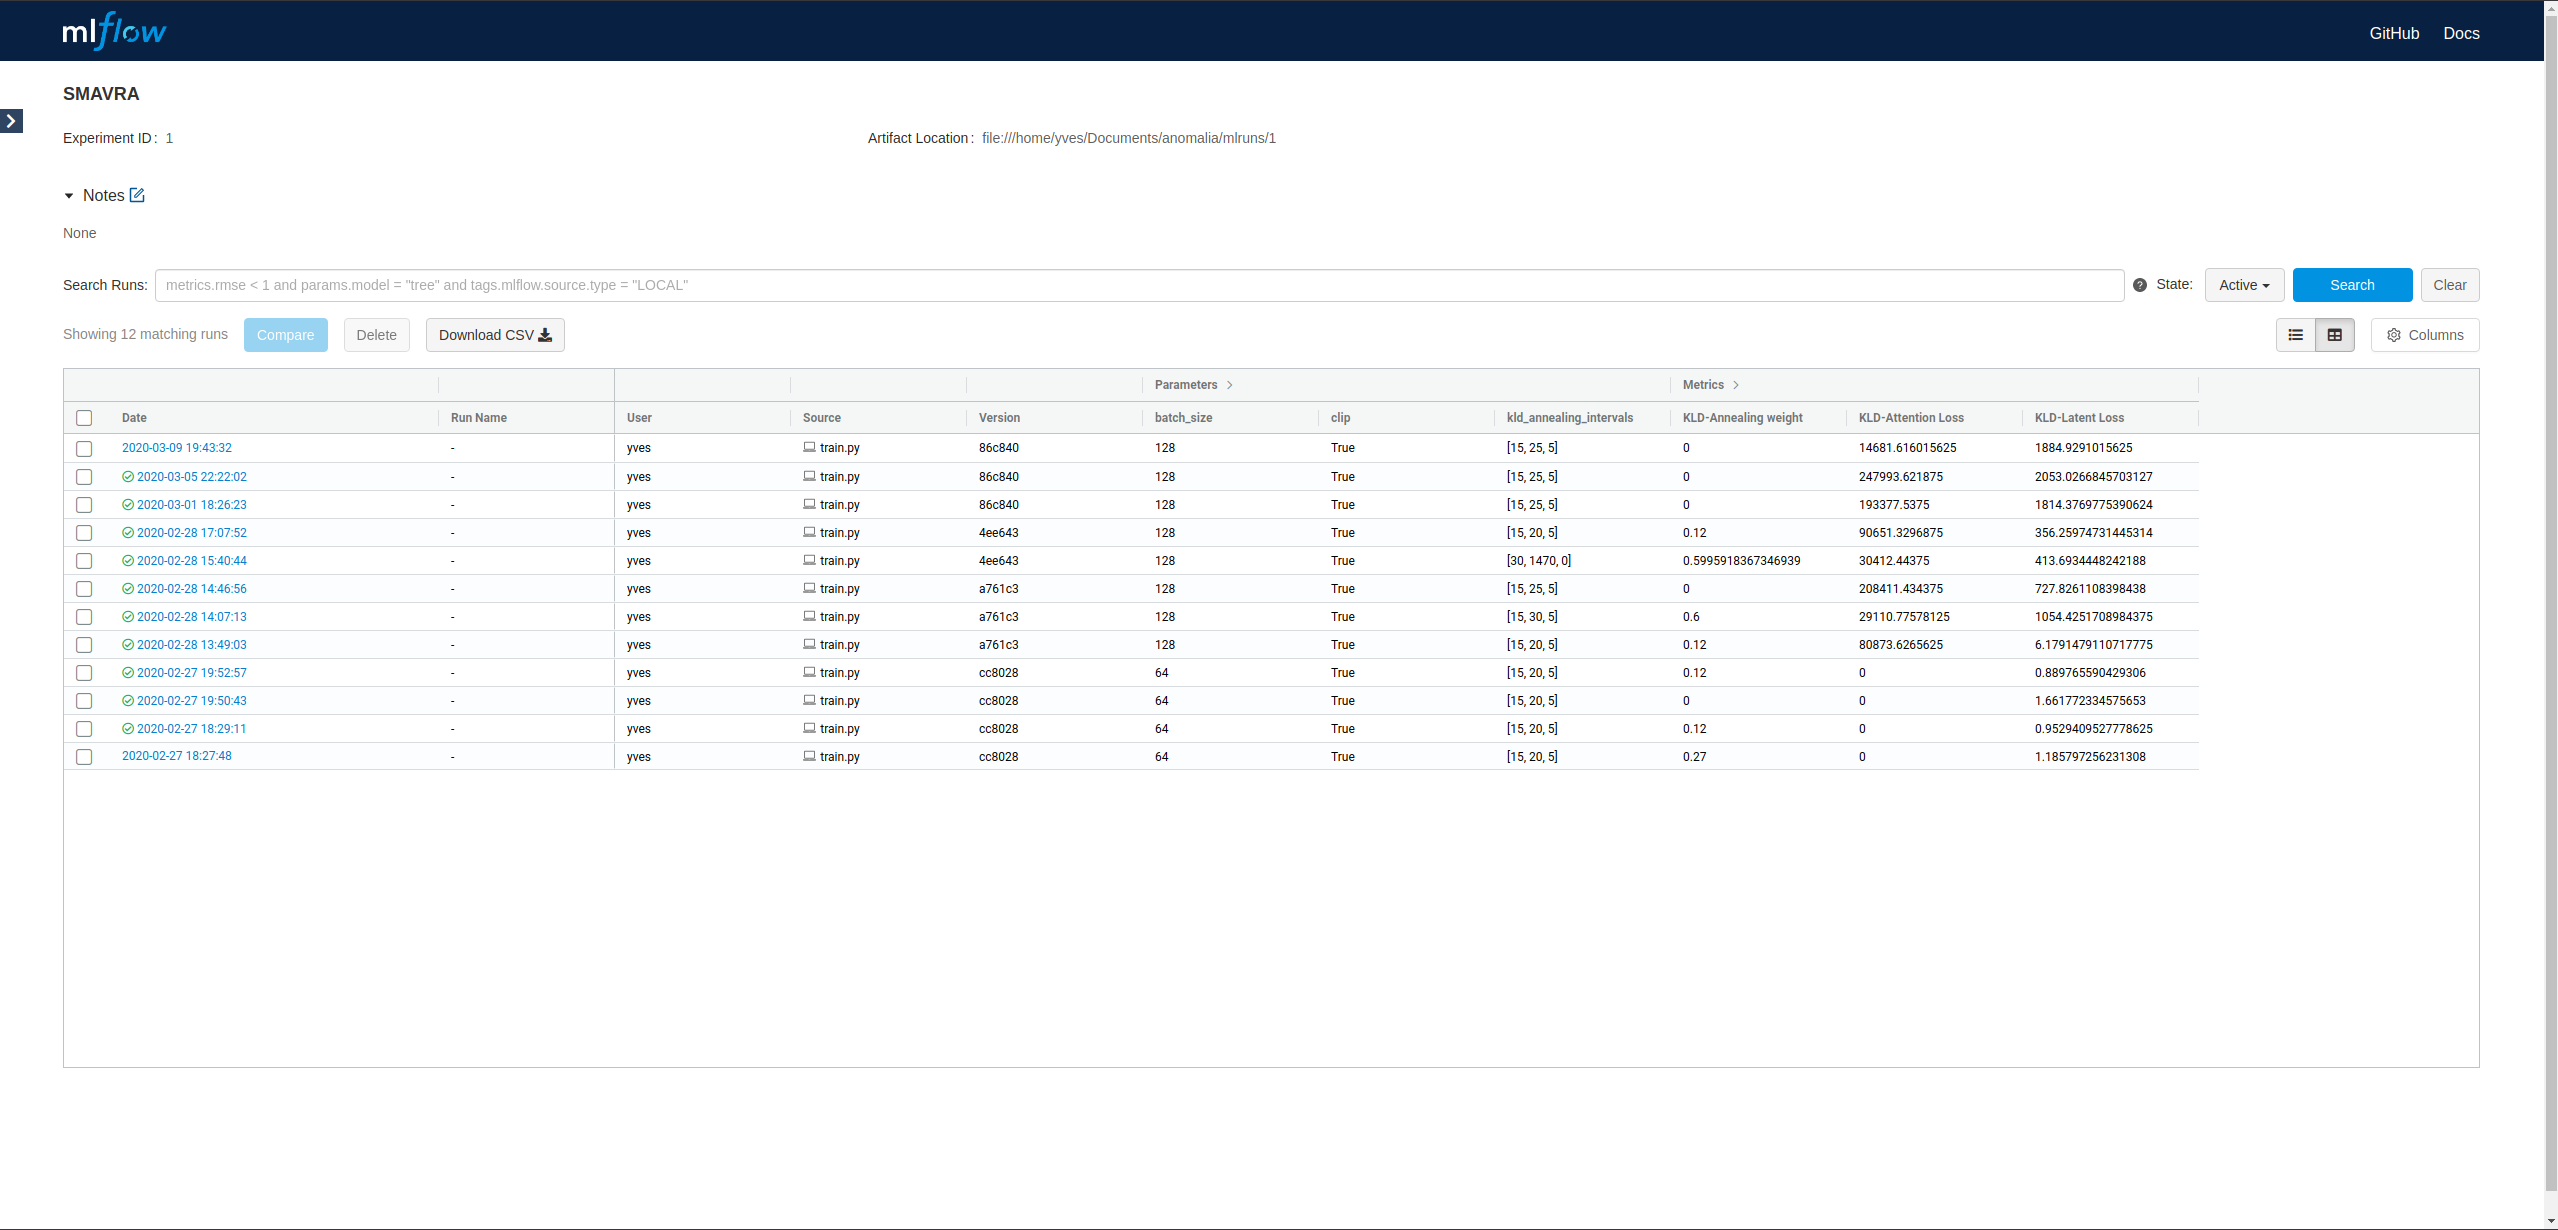 mlflow GitHub Docs
SMAVRA
Experiment ID: 1 Artifact Location: file:///home/yves/Documents/anomalia/mlruns/1
Notes
None
Search Runs: metrics.rmse < 1 and params.model = "tree" and tags.mlflow.source.type = "LOCAL" ? State: Active Search Clear
Showing 12 matching runs Compare Delete Download CSV Columns
Parameters > Metrics >
Date Run Name User Source Version batch_size clip kld_annealing_intervals KLD-Annealing weight KLD-Attention Loss KLD-Latent Loss
2020-03-09 19:43:32 - yves train.py 86c840 128 True [15, 25, 5] 0 14681.616015625 1884.9291015625
2020-03-05 22:22:02 - yves train.py 86c840 128 True [15, 25, 5] 0 247993.621875 2053.0266845703127
2020-03-01 18:26:23 - yves train.py 86c840 128 True [15, 25, 5] 0 193377.5375 1814.3769775390624
2020-02-28 17:07:52 - yves train.py 4ee643 128 True [15, 20, 5] 0.12 90651.3296875 356.25974731445314
2020-02-28 15:40:44 - yves train.py 4ee643 128 True [30, 1470, 0] 0.5995918367346939 30412.44375 413.6934448242188
2020-02-28 14:46:56 - yves train.py a761c3 128 True [15, 25, 5] 0 208411.434375 727.8261108398438
2020-02-28 14:07:13 - yves train.py a761c3 128 True [15, 30, 5] 0.6 29110.77578125 1054.4251708984375
2020-02-28 13:49:03 - yves train.py a761c3 128 True [15, 20, 5] 0.12 80873.6265625 6.1791479110717775
2020-02-27 19:52:57 - yves train.py cc8028 64 True [15, 20, 5] 0.12 0 0.889765590429306
2020-02-27 19:50:43 - yves train.py cc8028 64 True [15, 20, 5] 0 0 1.661772334575653
2020-02-27 18:29:11 - yves train.py cc8028 64 True [15, 20, 5] 0.12 0 0.9529409527778625
2020-02-27 18:27:48 - yves train.py cc8028 64 True [15, 20, 5] 0.27 0 1.185797256231308